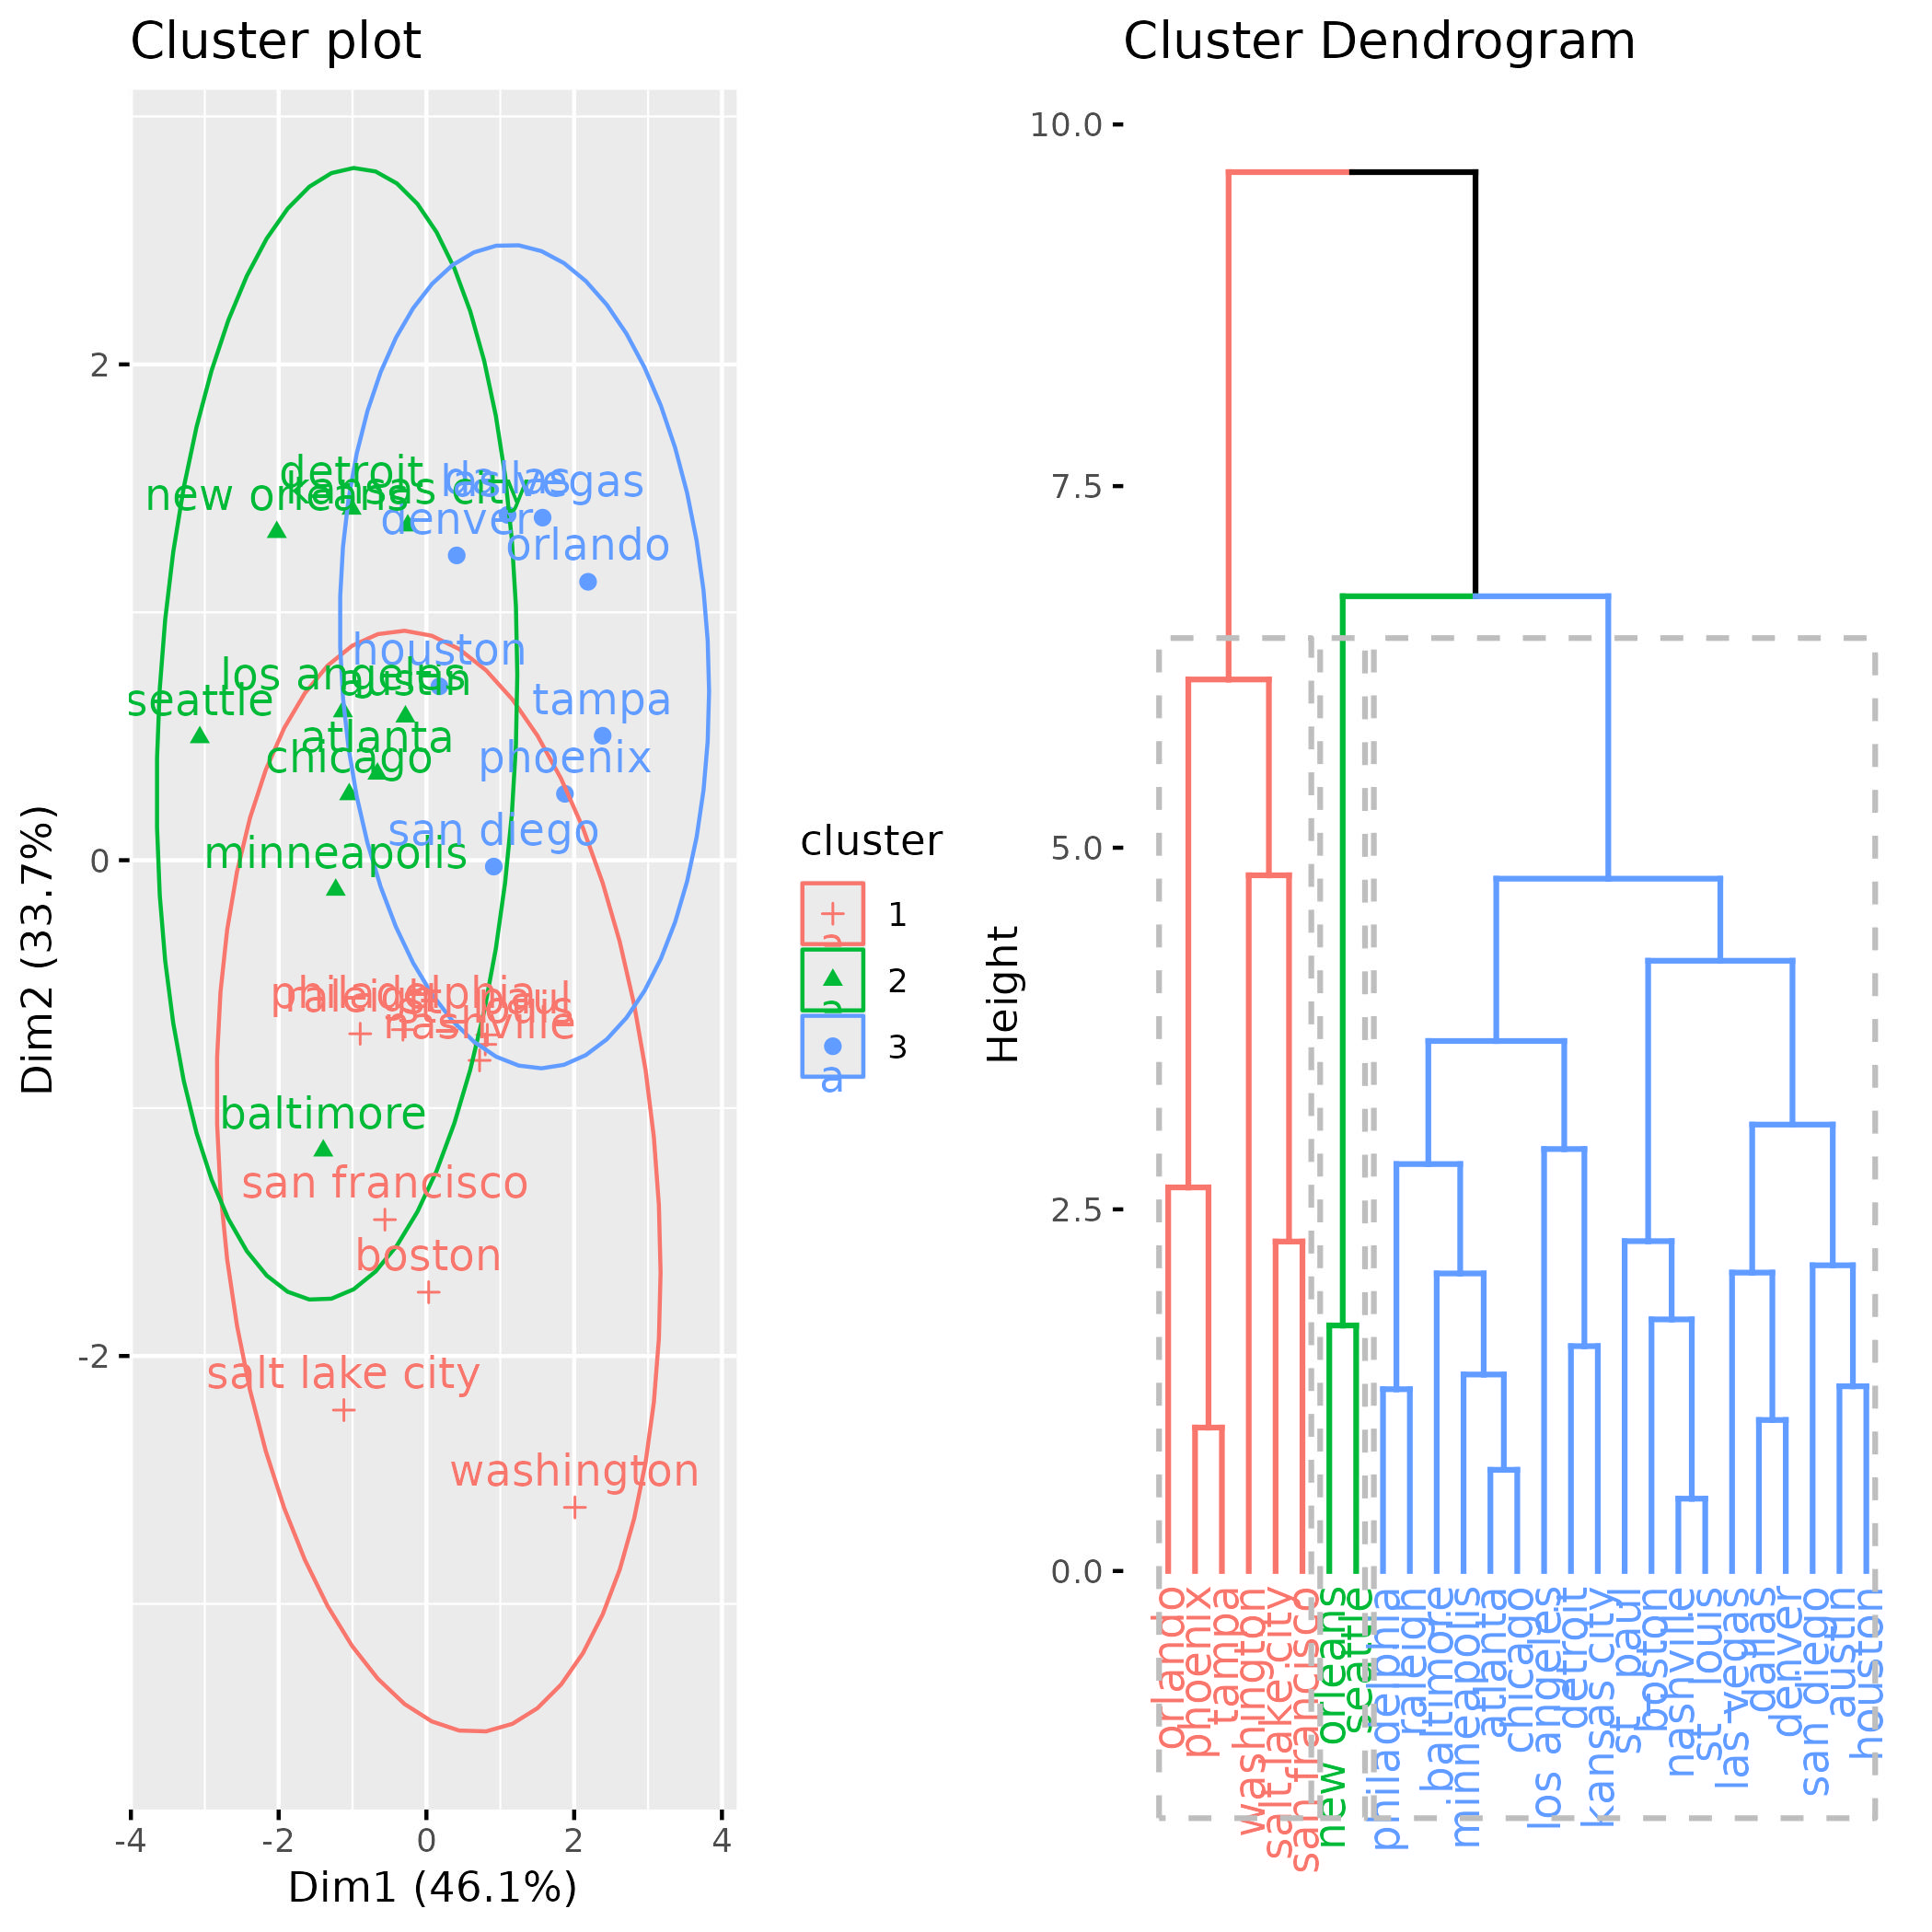 Cluster plot
detroit
kansas city
new orleans
dallas
las vegas
denver
orlando
houston
los angeles
austin
seattle
tampa
atlanta
chicago
phoenix
san diego
minneapolis
philadelphia
raleigh
st paul
st louis
nashville
baltimore
san francisco
boston
salt lake city
washington
2
0
-2
-4
-2
0
2
4
Dim1 (46.1%)
Dim2 (33.7%)
cluster
a
1
a
2
a
3
Cluster Dendrogram
10.0
7.5
5.0
2.5
0.0
Height
orlando
phoenix
tampa
washington
salt lake city
san francisco
new orleans
seattle
philadelphia
raleigh
baltimore
minneapolis
atlanta
chicago
los angeles
detroit
kansas city
st paul
boston
nashville
st louis
las vegas
dallas
denver
san diego
austin
houston